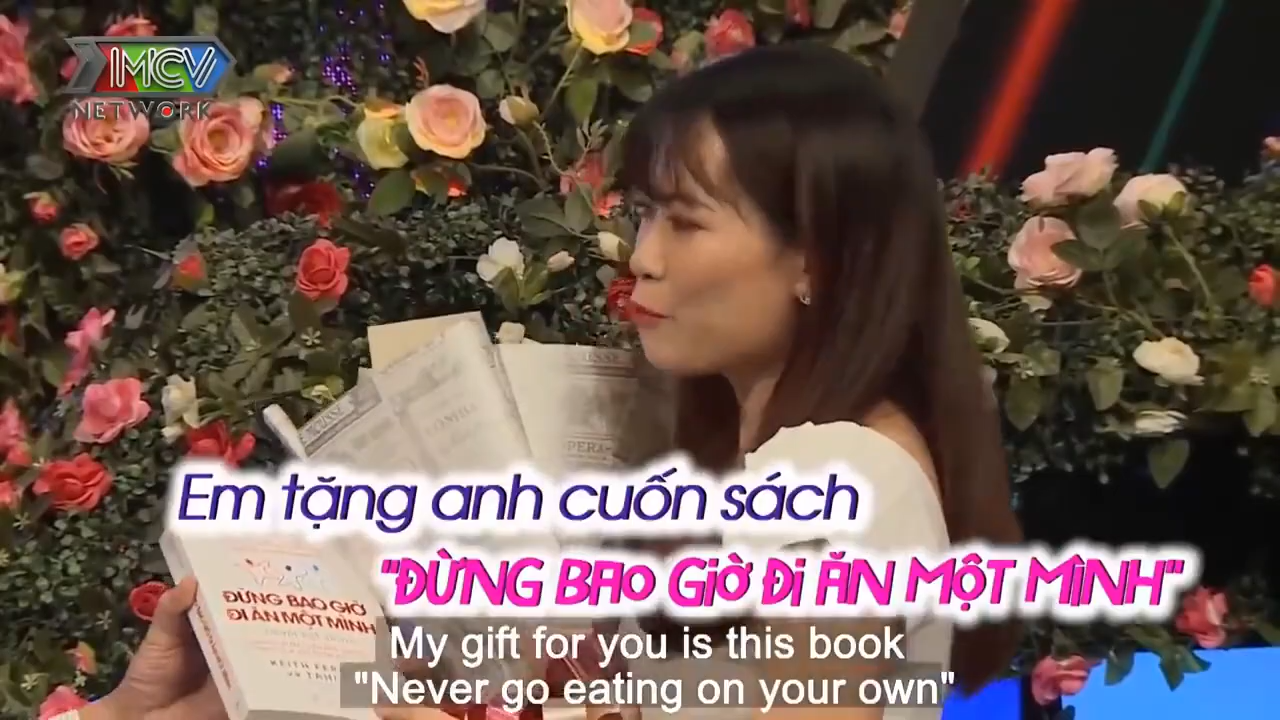 MCV
NETWORK
Em tặng anh cuốn sách
"ĐỪNG BAO GIỜ ĐI ĂN MỘT MÌNH"
ĐỪNG BAO GIỜ
ĐI ĂN MỘT MÌNH
KEITH FER
My gift for you is this book
"Never go eating on your own"